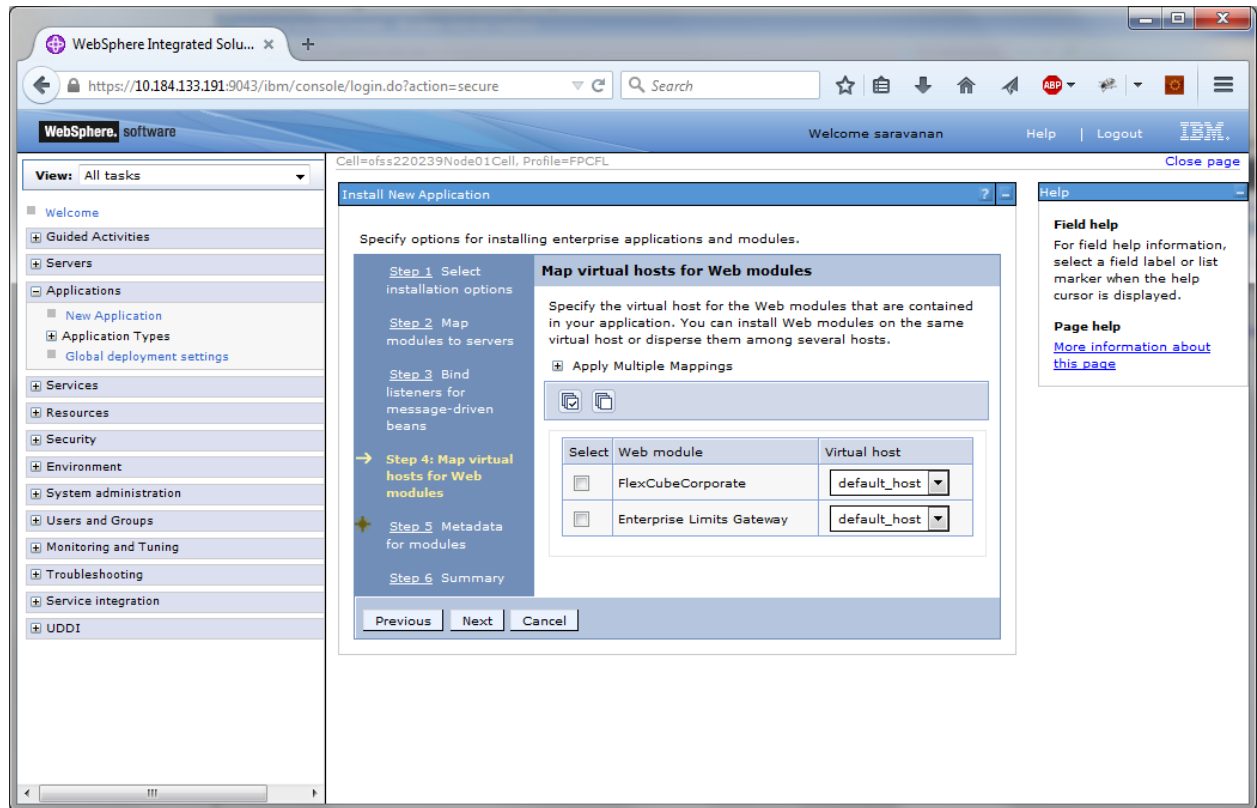 WebSphere Integrated Solu... ×
https://10.184.133.191:9043/ibm/console/login.do?action=secure
Search
ABP
WebSphere. software
Welcome saravanan
Help | Logout
IBM.
View: All tasks
Welcome
Guided Activities
Servers
Applications
New Application
Application Types
Global deployment settings
Services
Resources
Security
Environment
System administration
Users and Groups
Monitoring and Tuning
Troubleshooting
Service integration
UDDI
Cell=ofss220239Node01Cell, Profile=FPCFL
Close page
Install New Application
?
Specify options for installing enterprise applications and modules.
Step 1 Select
installation options
Step 2 Map
modules to servers
Step 3 Bind
listeners for
message-driven
beans
Step 4: Map virtual
hosts for Web
modules
Step 5 Metadata
for modules
Step 6 Summary
Map virtual hosts for Web modules
Specify the virtual host for the Web modules that are contained
in your application. You can install Web modules on the same
virtual host or disperse them among several hosts.
Apply Multiple Mappings
Select Web module Virtual host
FlexCubeCorporate default_host
Enterprise Limits Gateway default_host
Previous Next Cancel
Help
Field help
For field help information,
select a field label or list
marker when the help
cursor is displayed.
Page help
More information about
this page